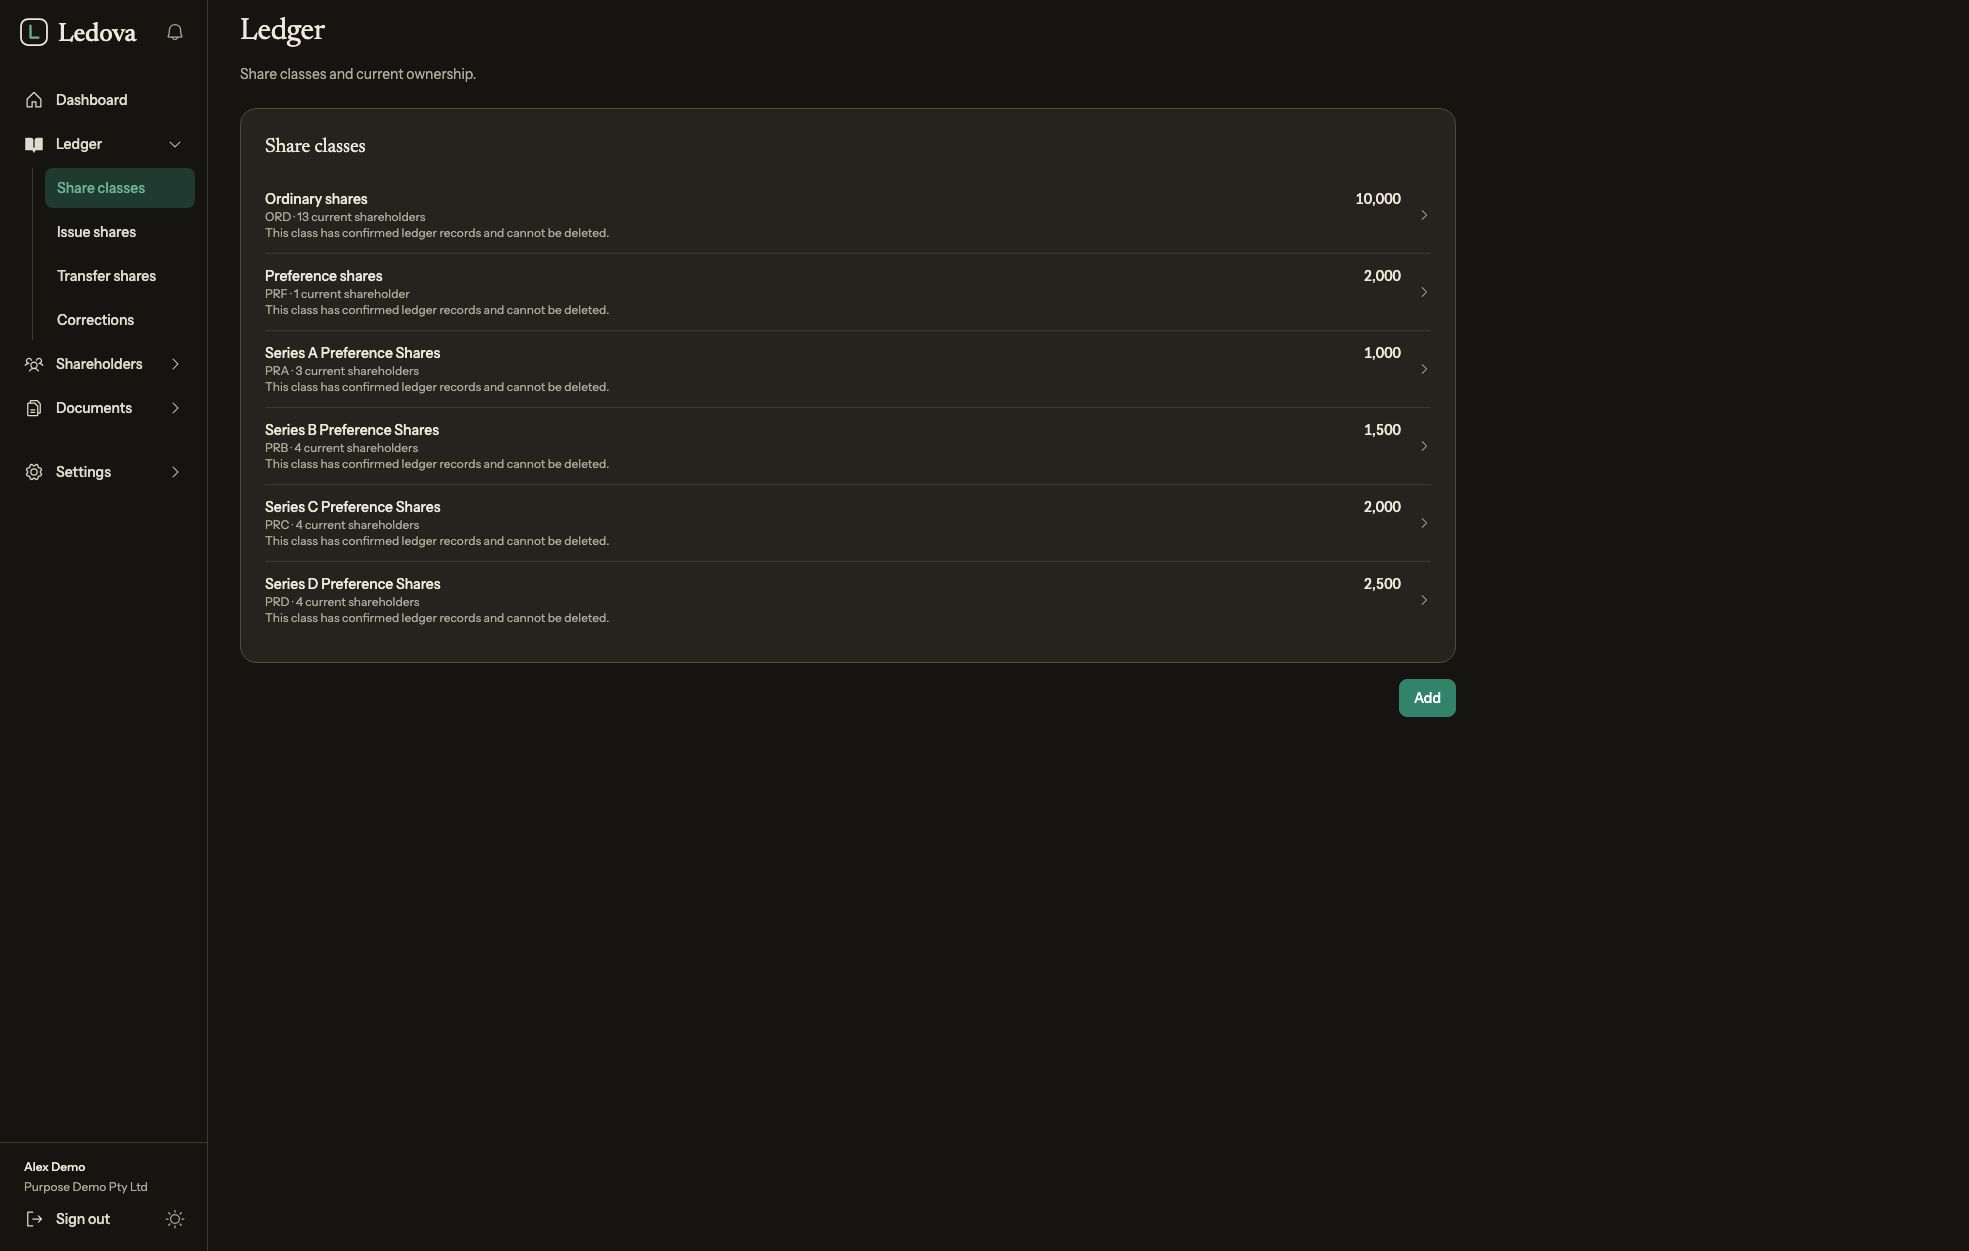 L Ledova
Dashboard
Ledger
Share classes
Issue shares
Transfer shares
Corrections
Shareholders
Documents
Settings
Alex Demo
Purpose Demo Pty Ltd
Sign out
Ledger
Share classes and current ownership.
Share classes
Ordinary shares 10,000
ORD · 13 current shareholders
This class has confirmed ledger records and cannot be deleted.
Preference shares 2,000
PRF · 1 current shareholder
This class has confirmed ledger records and cannot be deleted.
Series A Preference Shares 1,000
PRA · 3 current shareholders
This class has confirmed ledger records and cannot be deleted.
Series B Preference Shares 1,500
PRB · 4 current shareholders
This class has confirmed ledger records and cannot be deleted.
Series C Preference Shares 2,000
PRC · 4 current shareholders
This class has confirmed ledger records and cannot be deleted.
Series D Preference Shares 2,500
PRD · 4 current shareholders
This class has confirmed ledger records and cannot be deleted.
Add